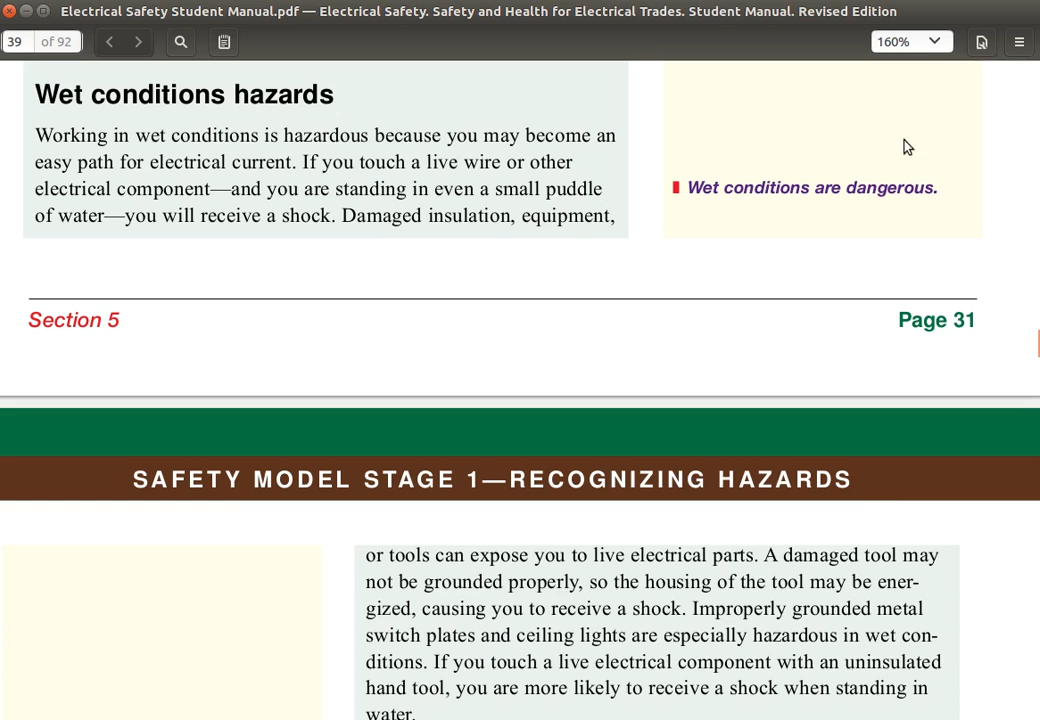 Electrical Safety Student Manual.pdf — Electrical Safety. Safety and Health for Electrical Trades. Student Manual. Revised Edition
39 of 92
160%
Wet conditions hazards
Working in wet conditions is hazardous because you may become an
easy path for electrical current. If you touch a live wire or other
electrical component—and you are standing in even a small puddle
of water—you will receive a shock. Damaged insulation, equipment,
Wet conditions are dangerous.
Section 5
Page 31
SAFETY MODEL STAGE 1—RECOGNIZING HAZARDS
or tools can expose you to live electrical parts. A damaged tool may
not be grounded properly, so the housing of the tool may be ener-
gized, causing you to receive a shock. Improperly grounded metal
switch plates and ceiling lights are especially hazardous in wet con-
ditions. If you touch a live electrical component with an uninsulated
hand tool, you are more likely to receive a shock when standing in
water.